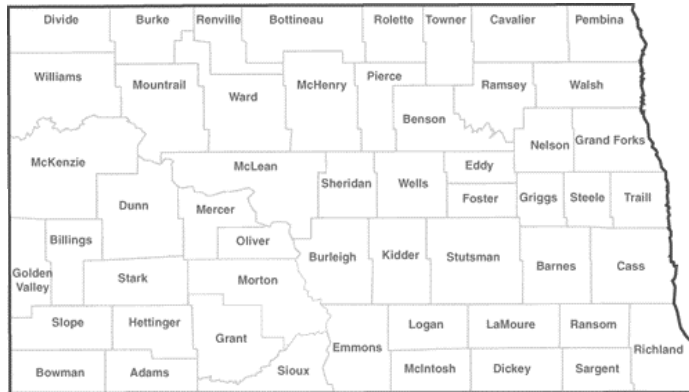 Divide
Burke
Renville
Bottineau
Rolette
Towner
Cavalier
Pembina
Williams
Mountrail
Ward
McHenry
Pierce
Ramsey
Walsh
Benson
Nelson
Grand Forks
McKenzie
McLean
Eddy
Sheridan
Wells
Dunn
Mercer
Foster
Griggs
Steele
Traill
Billings
Oliver
Burleigh
Kidder
Stutsman
Barnes
Cass
Golden
Valley
Stark
Morton
Slope
Hettinger
Grant
Emmons
Logan
LaMoure
Ransom
Richland
Bowman
Adams
Sioux
McIntosh
Dickey
Sargent